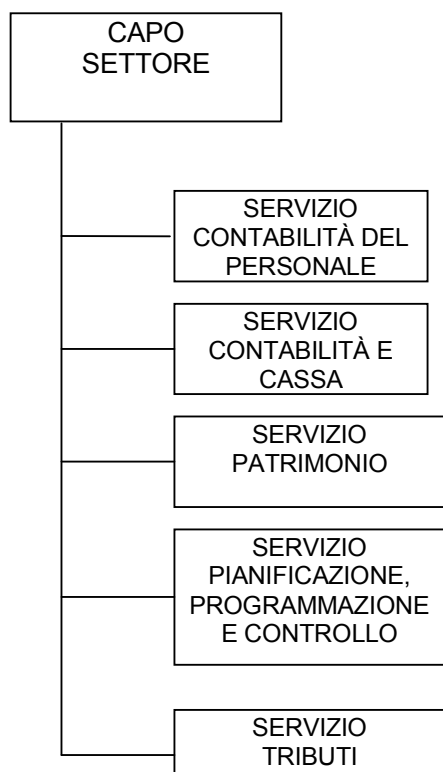 CAPO
SETTORE
SERVIZIO
CONTABILITÀ DEL
PERSONALE
SERVIZIO
CONTABILITÀ E
CASSA
SERVIZIO
PATRIMONIO
SERVIZIO
PIANIFICAZIONE,
PROGRAMMAZIONE
E CONTROLLO
SERVIZIO
TRIBUTI